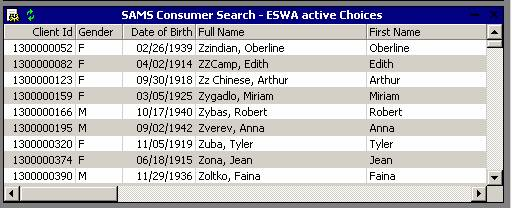 SAMS Consumer Search - ESWA active Choices
Client Id Gender Date of Birth Full Name First Name
1300000052 F 02/26/1939 Zzindian, Oberline Oberline
1300000082 F 04/02/1914 ZZCamp, Edith Edith
1300000123 F 09/30/1918 Zz Chinese, Arthur Arthur
1300000159 F 03/05/1925 Zygadlo, Miriam Miriam
1300000166 M 10/17/1940 Zybas, Robert Robert
1300000195 M 09/02/1942 Zverev, Anna Anna
1300000320 F 11/05/1919 Zuba, Tyler Tyler
1300000374 F 06/18/1915 Zona, Jean Jean
1300000390 M 11/29/1936 Zoltko, Faina Faina